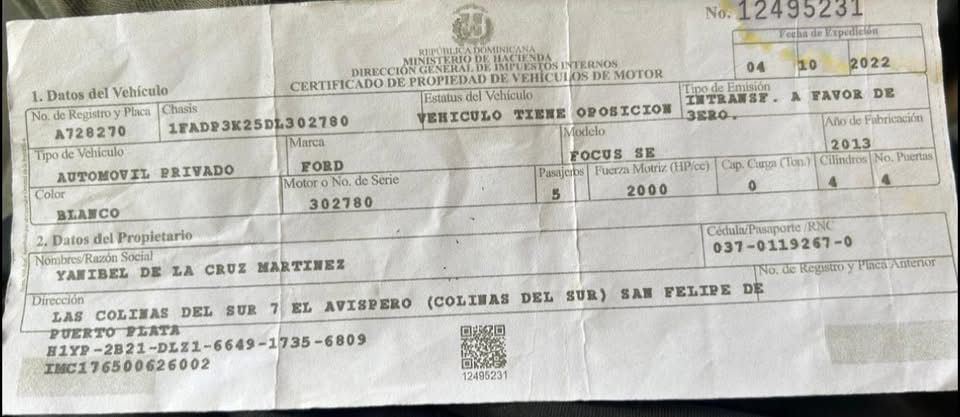 No. 12495231
REPÚBLICA DOMINICANA
MINISTERIO DE HACIENDA
DIRECCIÓN GENERAL DE IMPUESTOS INTERNOS
CERTIFICADO DE PROPIEDAD DE VEHÍCULOS DE MOTOR
Fecha de Expedición
04 10 2022
1. Datos del Vehículo
No. de Registro y Placa
A728270
Chasis
1FADP3K25DL302780
Estatus del Vehículo
VEHICULO TIENE OPOSICION
Tipo de Emisión
INTRANSF. A FAVOR DE
3ERO.
Tipo de Vehículo
AUTOMOVIL PRIVADO
Marca
FORD
Modelo
FOCUS SE
Año de Fabricación
2013
Color
BLANCO
Motor o No. de Serie
302780
Pasajeros
5
Fuerza Motriz (HP/cc)
2000
Cap. Carga (Ton.)
0
Cilindros
4
No. Puertas
4
2. Datos del Propietario
Nombres/Razón Social
YANIBEL DE LA CRUZ MARTINEZ
Cédula/Pasaporte /RNC
037-0119267-0
Dirección
LAS COLINAS DEL SUR 7 EL AVISPERO (COLINAS DEL SUR) SAN FELIPE DE
PUERTO PLATA
No. de Registro y Placa Anterior
H1YP-2B21-DLZ1-6649-1735-6809
IMC176500626002
12495231